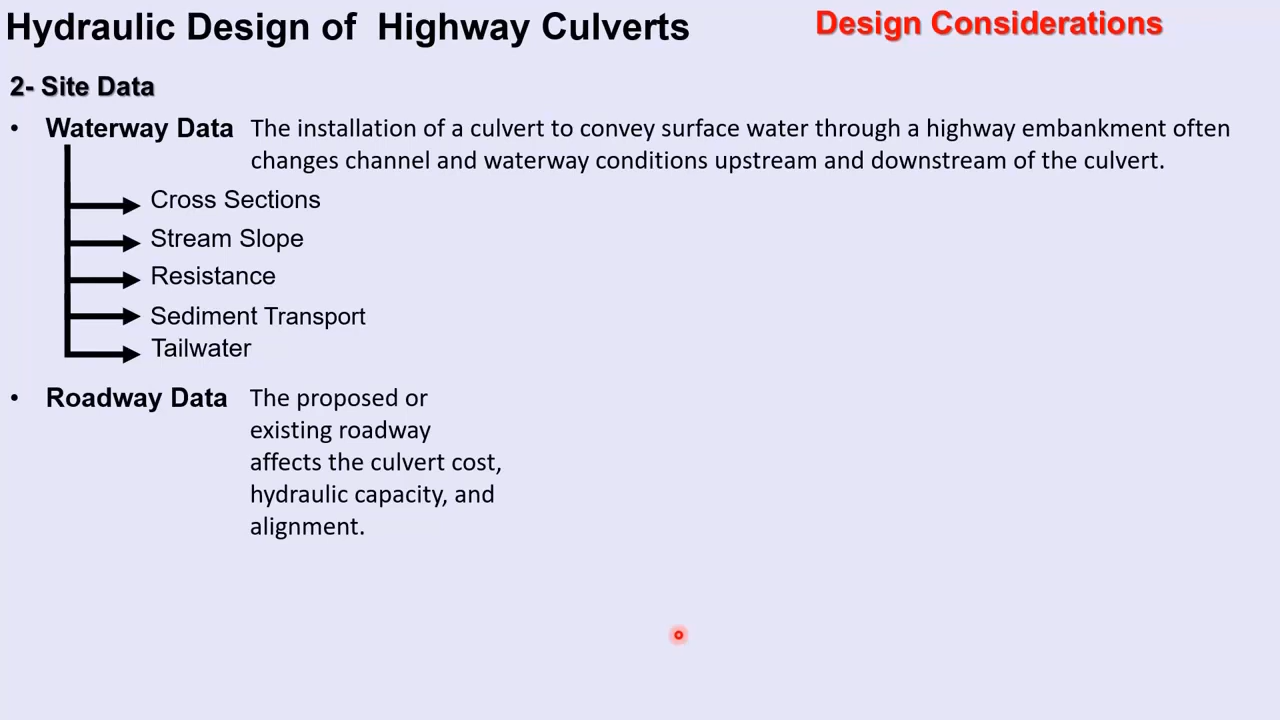 Hydraulic Design of Highway Culverts
Design Considerations
2- Site Data
• Waterway Data The installation of a culvert to convey surface water through a highway embankment often
changes channel and waterway conditions upstream and downstream of the culvert.
Cross Sections
Stream Slope
Resistance
Sediment Transport
Tailwater
• Roadway Data The proposed or
existing roadway
affects the culvert cost,
hydraulic capacity, and
alignment.